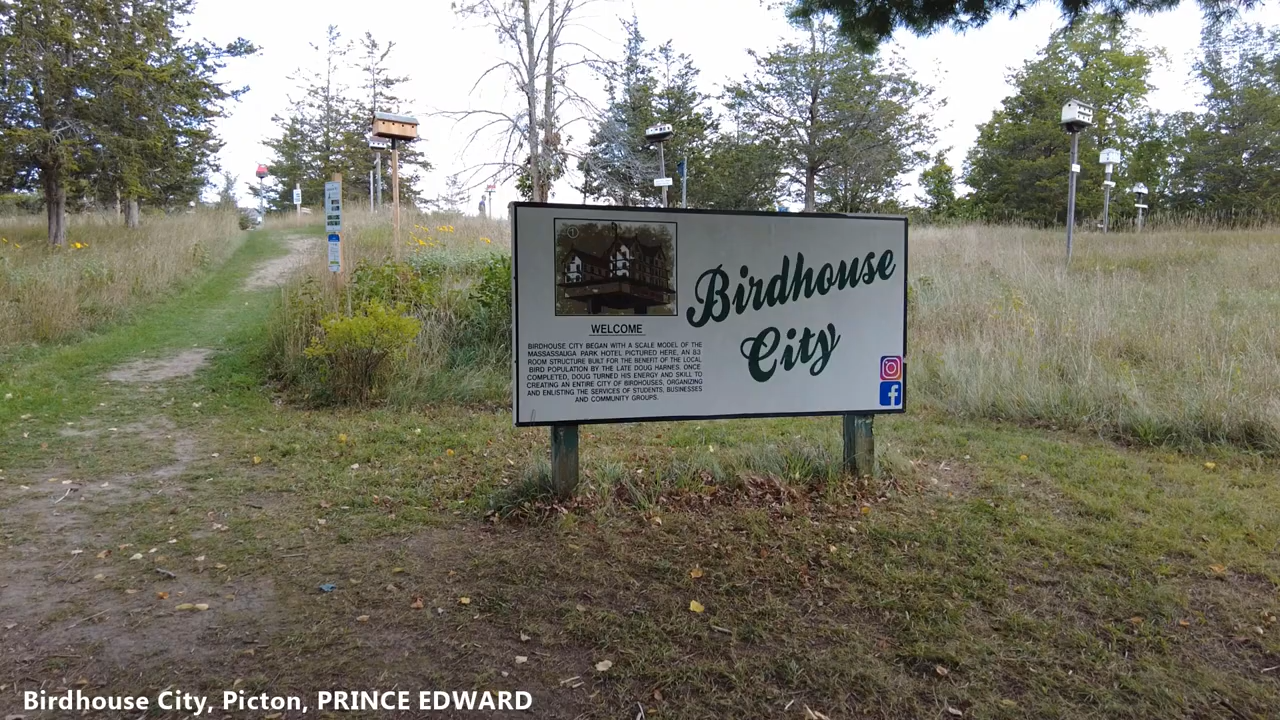 Birdhouse
City
WELCOME
BIRDHOUSE CITY BEGAN WITH A SCALE MODEL OF THE
MASSASSAUGA PARK HOTEL PICTURED HERE, AN 83
ROOM STRUCTURE BUILT FOR THE BENEFIT OF THE LOCAL
BIRD POPULATION BY THE LATE DOUG HARNES. ONCE
COMPLETED, DOUG TURNED HIS ENERGY AND SKILL TO
CREATING AN ENTIRE CITY OF BIRDHOUSES, ORGANIZING
AND ENLISTING THE SERVICES OF STUDENTS, BUSINESSES
AND COMMUNITY GROUPS.
Birdhouse City, Picton, PRINCE EDWARD